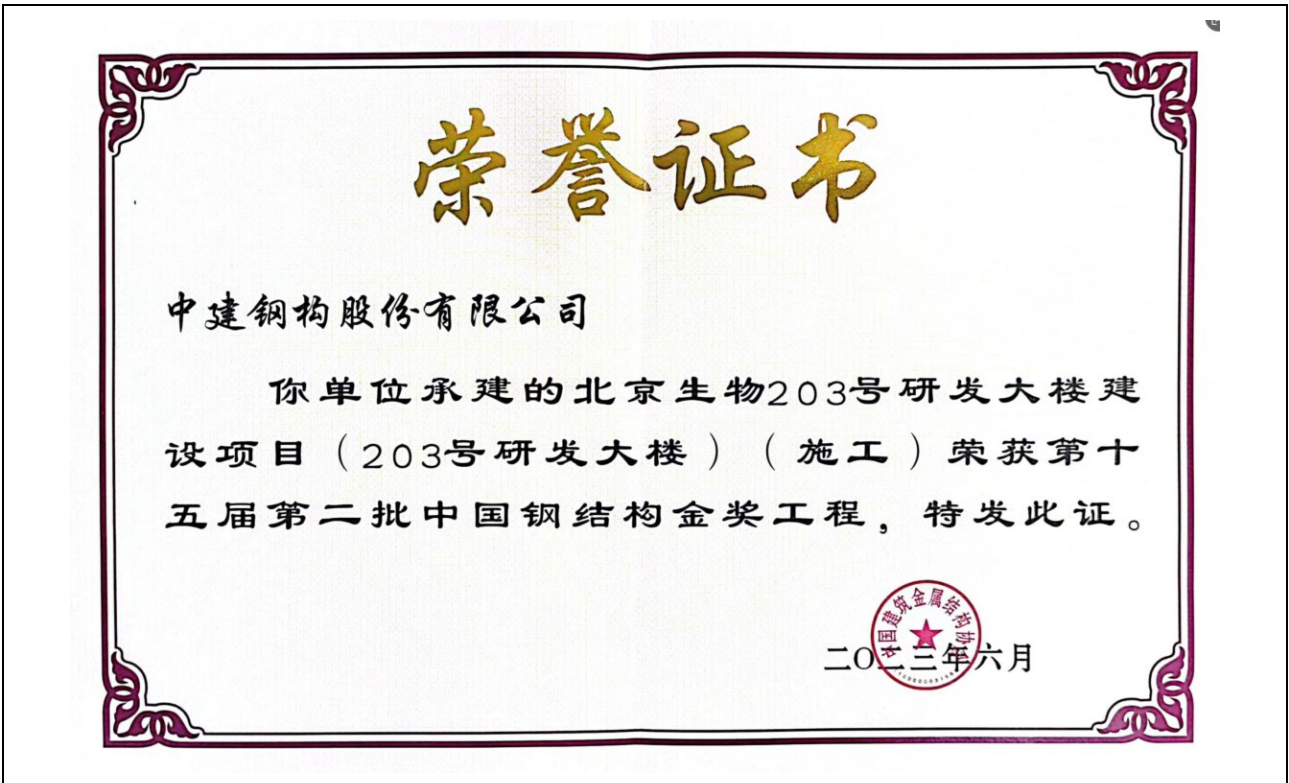 荣誉证书
中建钢构股份有限公司
你单位承建的北京生物203号研发大楼建
设项目（203号研发大楼）（施工）荣获第十
五届第二批中国钢结构金奖工程，特发此证。
中国建筑金属结构协会
二〇二三年六月